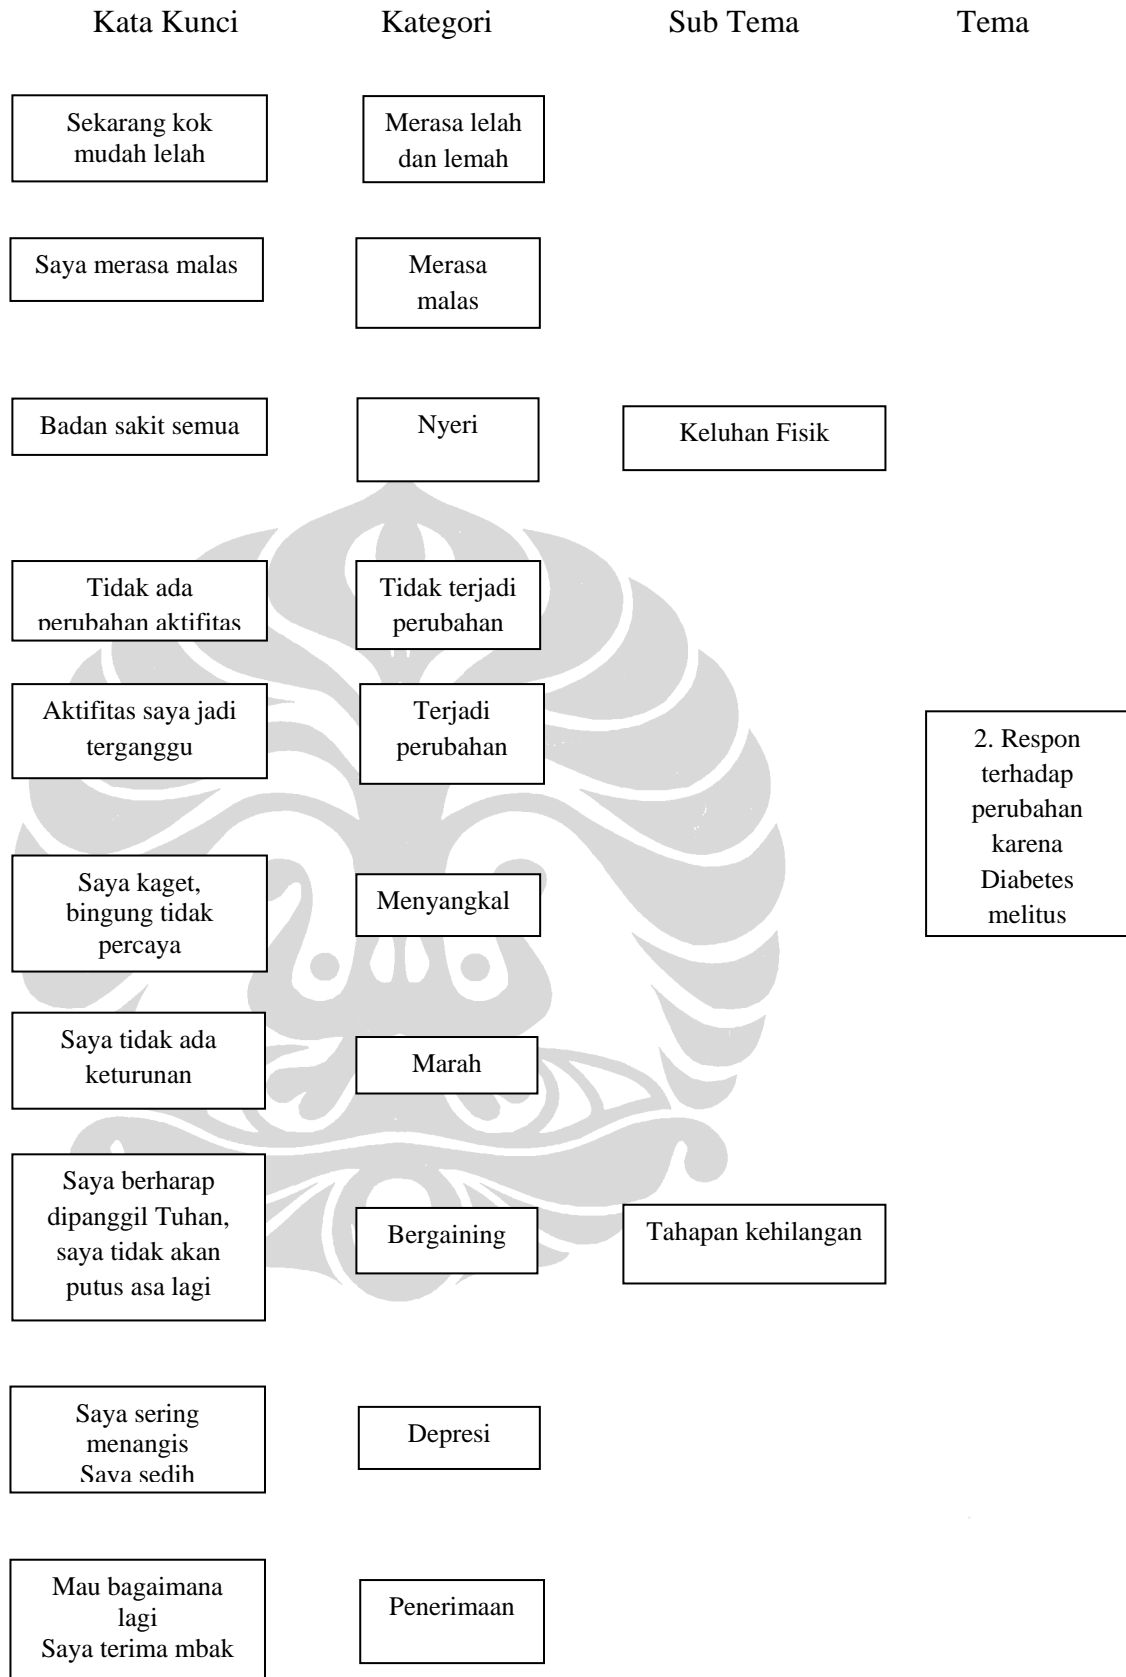 Kata Kunci
Kategori
Sub Tema
Tema
Sekarang kok
mudah lelah
Merasa lelah
dan lemah
Saya merasa malas
Merasa
malas
Badan sakit semua
Nyeri
Keluhan Fisik
Tidak ada
perubahan aktifitas
Tidak terjadi
perubahan
Aktifitas saya jadi
terganggu
Terjadi
perubahan
2. Respon
terhadap
perubahan
karena
Diabetes
melitus
Saya kaget,
bingung tidak
percaya
Menyangkal
Saya tidak ada
keturunan
Marah
Saya berharap
dipanggil Tuhan,
saya tidak akan
putus asa lagi
Bergaining
Tahapan kehilangan
Saya sering
menangis
Saya sedih
Depresi
Mau bagaimana
lagi
Saya terima mbak
Penerimaan